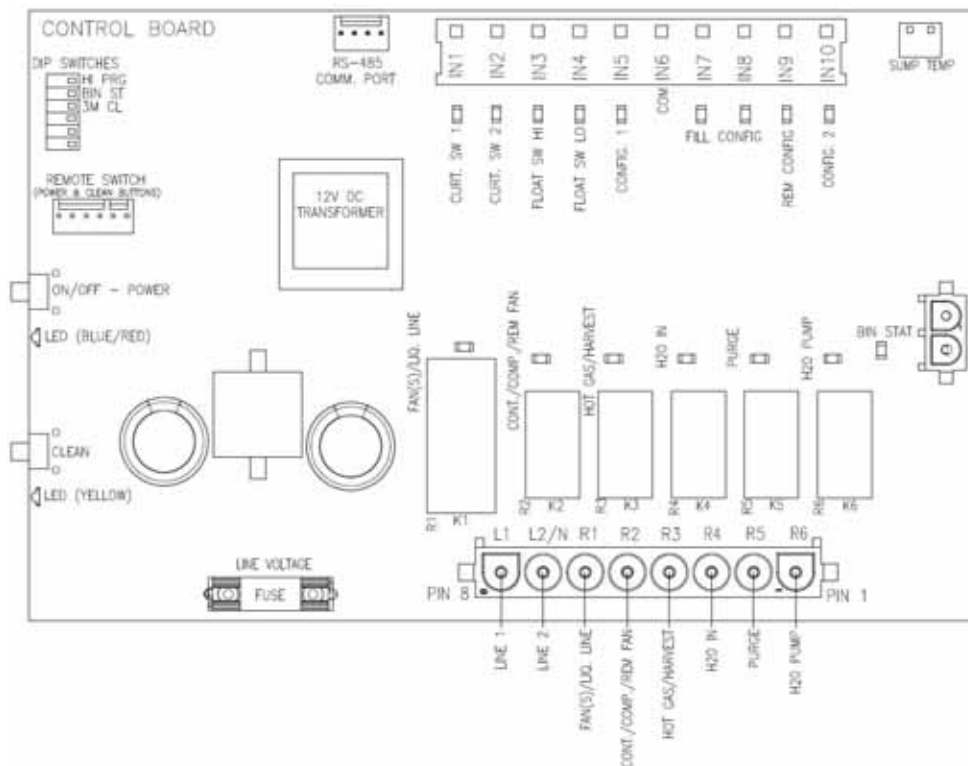 CONTROL BOARD
DIP SWITCHES
HI PRG
BIN ST
3M CL
RS-485
COMM. PORT
IN1 IN2 IN3 IN4 IN5 IN6 IN7 IN8 IN9 IN10
SUMP TEMP
CURT. SW 1
CURT. SW 2
FLOAT SW HI
FLOAT SW LO
CONFIG. 1
COM
FILL CONFIG
REM CONFIG
CONFIG. 2
REMOTE SWITCH
(POWER & CLEAN BUTTONS)
12V DC
TRANSFORMER
ON/OFF - POWER
LED (BLUE/RED)
FAN(S)/LIQ. LINE
CONT./COMP./REM FAN
HOT GAS/HARVEST
H2O IN
PURGE
H2O PUMP
BIN STAT
CLEAN
LED (YELLOW)
R1 K1
R2 K2
R3 K3
R4 K4
R5 K5
R6 K6
L1 L2/N R1 R2 R3 R4 R5 R6
LINE VOLTAGE
FUSE
PIN 8
PIN 1
LINE 1
LINE 2
FAN(S)/LIQ. LINE
CONT./COMP./REM FAN
HOT GAS/HARVEST
H2O IN
PURGE
H2O PUMP